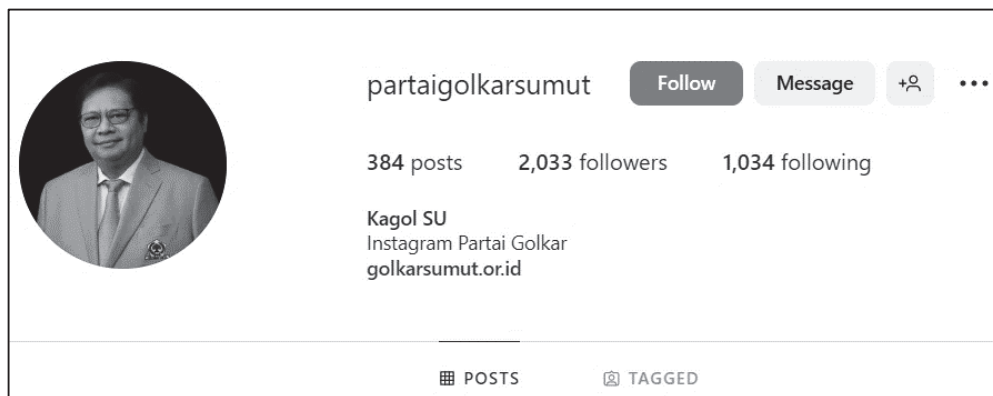 partaigolkarsumut Follow Message
384 posts 2,033 followers 1,034 following
Kagol SU
Instagram Partai Golkar
golkarsumut.or.id
POSTS TAGGED